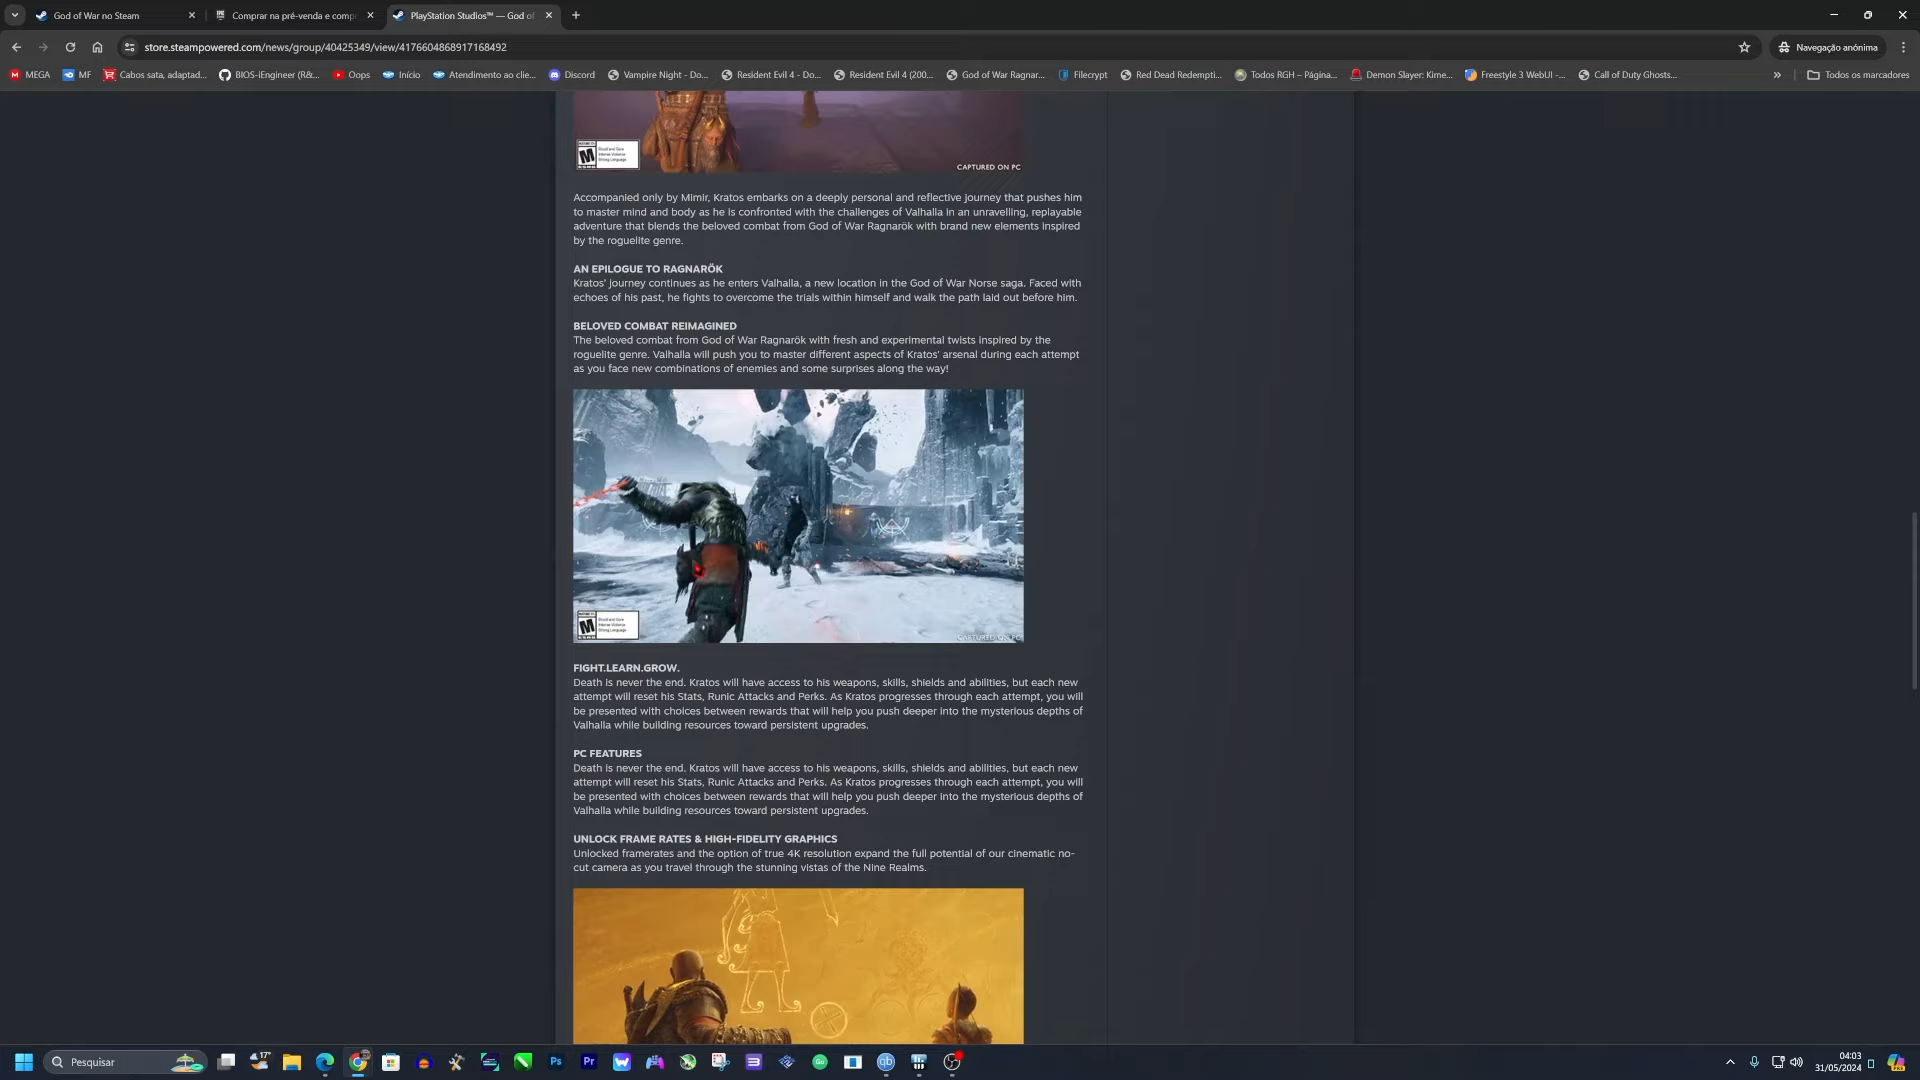 God of War no Steam
Comprar na pré-venda e comp
PlayStation Studios™ — God of
store.steampowered.com/news/group/40425349/view/4176604868917168492
Navegação anónima
MEGA
MF
Cabos sata, adaptad...
BIOS-iEngineer (R&...
Oops
Início
Atendimento ao clie...
Discord
Vampire Night - Do...
Resident Evil 4 - Do...
Resident Evil 4 (200...
God of War Ragnar...
Filecrypt
Red Dead Redempti...
Todos RGH – Página...
Demon Slayer: Kime...
Freestyle 3 WebUI -...
Call of Duty Ghosts...
Todos os marcadores
M
Blood and Gore
Intense Violence
Strong Language
CAPTURED ON PC
Accompanied only by Mimir, Kratos embarks on a deeply personal and reflective journey that pushes him
to master mind and body as he is confronted with the challenges of Valhalla in an unravelling, replayable
adventure that blends the beloved combat from God of War Ragnarök with brand new elements inspired
by the roguelite genre.
AN EPILOGUE TO RAGNARÖK
Kratos' journey continues as he enters Valhalla, a new location in the God of War Norse saga. Faced with
echoes of his past, he fights to overcome the trials within himself and walk the path laid out before him.
BELOVED COMBAT REIMAGINED
The beloved combat from God of War Ragnarök with fresh and experimental twists inspired by the
roguelite genre. Valhalla will push you to master different aspects of Kratos' arsenal during each attempt
as you face new combinations of enemies and some surprises along the way!
M
Blood and Gore
Intense Violence
Strong Language
CAPTURED ON PC
FIGHT.LEARN.GROW.
Death is never the end. Kratos will have access to his weapons, skills, shields and abilities, but each new
attempt will reset his Stats, Runic Attacks and Perks. As Kratos progresses through each attempt, you will
be presented with choices between rewards that will help you push deeper into the mysterious depths of
Valhalla while building resources toward persistent upgrades.
PC FEATURES
Death is never the end. Kratos will have access to his weapons, skills, shields and abilities, but each new
attempt will reset his Stats, Runic Attacks and Perks. As Kratos progresses through each attempt, you will
be presented with choices between rewards that will help you push deeper into the mysterious depths of
Valhalla while building resources toward persistent upgrades.
UNLOCK FRAME RATES & HIGH-FIDELITY GRAPHICS
Unlocked framerates and the option of true 4K resolution expand the full potential of our cinematic no-
cut camera as you travel through the stunning vistas of the Nine Realms.
Pesquisar
17°
Ps
Pr
qb
04:03
31/05/2024